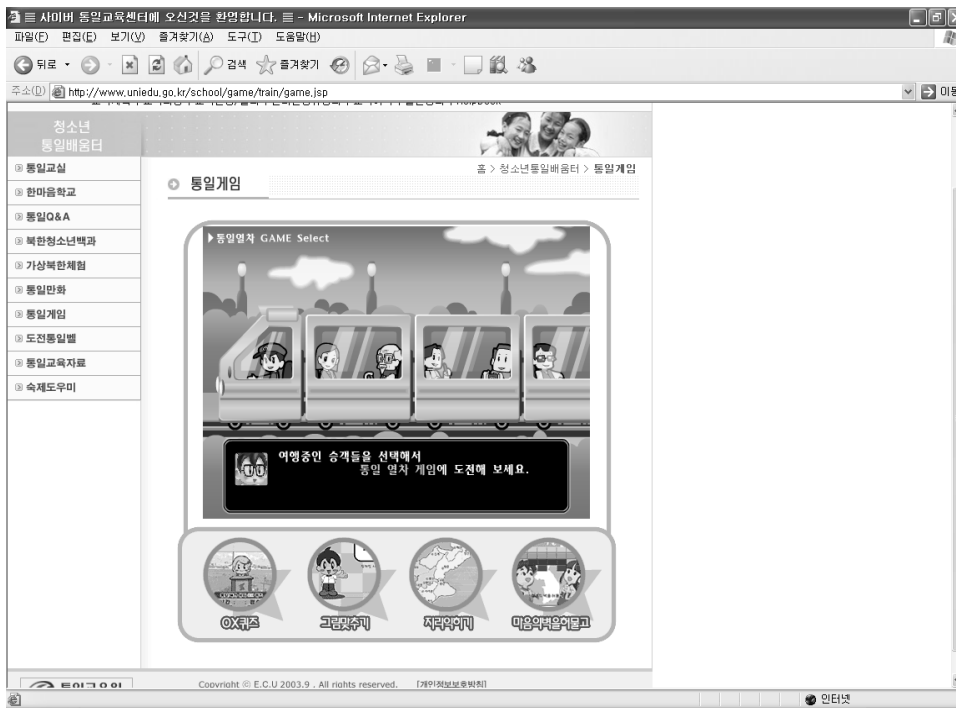 ≡ 사이버 통일교육센터에 오신것을 환영합니다. ≡ - Microsoft Internet Explorer
파일(F) 편집(E) 보기(V) 즐겨찾기(A) 도구(T) 도움말(H)
뒤로 검색 즐겨찾기
주소(D) http://www.uniedu.go.kr/school/game/train/game.jsp 이동
청소년
통일배움터
홈 > 청소년통일배움터 > 통일게임
통일게임
통일교실
한마음학교
통일Q&A
북한청소년백과
가상북한체험
통일만화
통일게임
도전통일벨
통일교육자료
숙제도우미
통일열차 GAME Select
여행중인 승객들을 선택해서
통일 열차 게임에 도전해 보세요.
OX퀴즈 그림맞추기 지리익히기 마음의벽을허물고
Copyright ⓒ E.C.U 2003.9 . All rights reserved. [개인정보보호방침]
인터넷